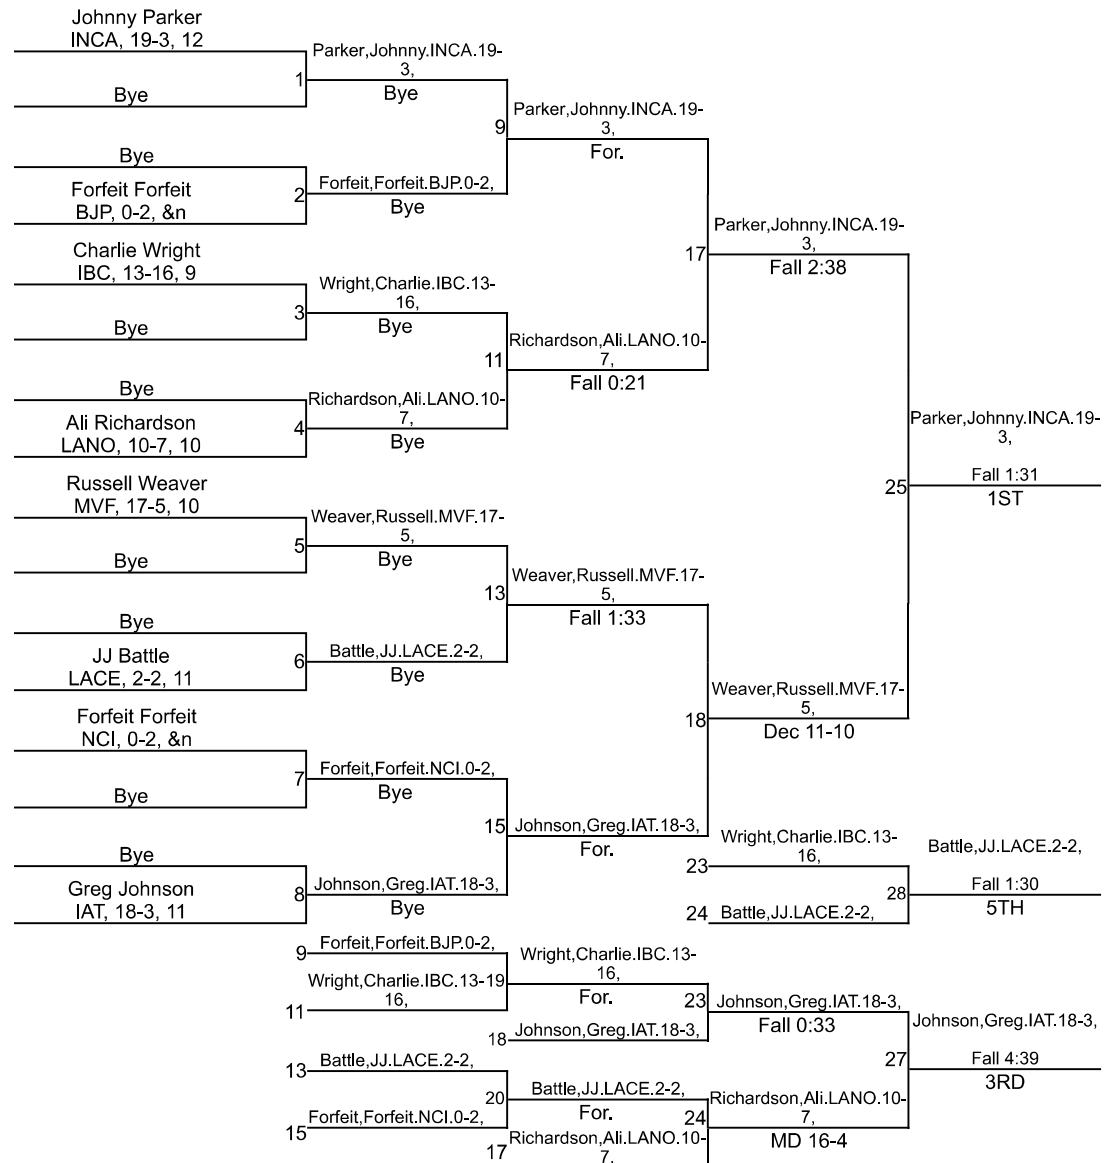 Johnny Parker
INCA, 19-3, 12
Bye
1
Parker,Johnny.INCA.19-
3,
Bye
Bye
Forfeit Forfeit
BJP, 0-2, &n
2
Forfeit,Forfeit.BJP.0-2,
Bye
9
Parker,Johnny.INCA.19-
3,
For.
Charlie Wright
IBC, 13-16, 9
Bye
3
Wright,Charlie.IBC.13-
16,
Bye
Bye
Ali Richardson
LANO, 10-7, 10
4
Richardson,Ali.LANO.10-
7,
Bye
11
Richardson,Ali.LANO.10-
7,
Fall 0:21
17
Parker,Johnny.INCA.19-
3,
Fall 2:38
Russell Weaver
MVF, 17-5, 10
Bye
5
Weaver,Russell.MVF.17-
5,
Bye
Bye
JJ Battle
LACE, 2-2, 11
6
Battle,JJ.LACE.2-2,
Bye
13
Weaver,Russell.MVF.17-
5,
Fall 1:33
Forfeit Forfeit
NCI, 0-2, &n
Bye
7
Forfeit,Forfeit.NCI.0-2,
Bye
Bye
Greg Johnson
IAT, 18-3, 11
8
Johnson,Greg.IAT.18-3,
Bye
15
Johnson,Greg.IAT.18-3,
For.
18
Weaver,Russell.MVF.17-
5,
Dec 11-10
25
Parker,Johnny.INCA.19-
3,
Fall 1:31
1ST
23
Wright,Charlie.IBC.13-
16,
24
Battle,JJ.LACE.2-2,
28
Battle,JJ.LACE.2-2,
Fall 1:30
5TH
9
Forfeit,Forfeit.BJP.0-2,
11
Wright,Charlie.IBC.13-
16,
19
Wright,Charlie.IBC.13-
16,
For.
18
Johnson,Greg.IAT.18-3,
23
Johnson,Greg.IAT.18-3,
Fall 0:33
13
Battle,JJ.LACE.2-2,
15
Forfeit,Forfeit.NCI.0-2,
20
Battle,JJ.LACE.2-2,
For.
17
Richardson,Ali.LANO.10-
7,
24
Richardson,Ali.LANO.10-
7,
MD 16-4
27
Johnson,Greg.IAT.18-3,
Fall 4:39
3RD